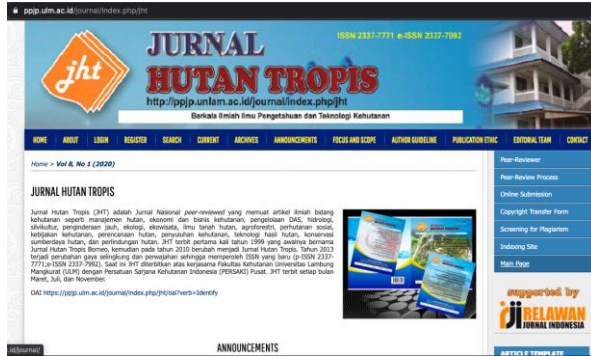 ppjp.ulm.ac.id/journal/index.php/jht
ISSN 2337-7771 e-ISSN 2337-7992
jht
JURNAL
HUTAN TROPIS
http://ppjp.unlam.ac.id/journal/index.php/jht
Berkala Ilmiah Ilmu Pengetahuan dan Teknologi Kehutanan
HOME ABOUT LOGIN REGISTER SEARCH CURRENT ARCHIVES ANNOUNCEMENTS FOCUS AND SCOPE AUTHOR GUIDELINE PUBLICATION ETHIC EDITORIAL TEAM CONTACT
Home > Vol 8, No 1 (2020)
JURNAL HUTAN TROPIS
Jurnal Hutan Tropis (JHT) adalah Jurnal Nasional peer-reviewed yang memuat artikel ilmiah bidang
kehutanan seperti manajemen hutan, ekonomi dan bisnis kehutanan, pengelolaan DAS, hidrologi,
silvikultur, penginderaan jauh, ekologi, ekowisata, ilmu tanah hutan, agroforestri, perhutanan sosial,
kebijakan kehutanan, perencanaan hutan, penyuluhan kehutanan, teknologi hasil hutan, konservasi
sumberdaya hutan, dan perlindungan hutan. JHT terbit pertama kali tahun 1999 yang awalnya bernama
Jurnal Hutan Tropis Borneo, kemudian pada tahun 2010 berubah menjadi Jurnal Hutan Tropis. Tahun 2013
terjadi perubahan gaya selingkung dan perwajahan sehingga memperoleh ISSN yang baru (p-ISSN 2337-
7771;e-ISSN 2337-7992). Saat ini JHT diterbitkan atas kerjasama Fakultas Kehutanan Universitas Lambung
Mangkurat (ULM) dengan Persatuan Sarjana Kehutanan Indonesia (PERSAKI) Pusat. JHT terbit setiap bulan
Maret, Juli, dan November.
OAI https://ppjp.ulm.ac.id/journal/index.php/jht/oai?verb=Identify
ANNOUNCEMENTS
Peer-Reviewer
Peer-Review Process
Online Submission
Copyright Transfer Form
Screening for Plagiarism
Indexing Site
Main Page
supported by
RELAWAN
JURNAL INDONESIA
ARTICLE TEMPLATE
.id/journal/